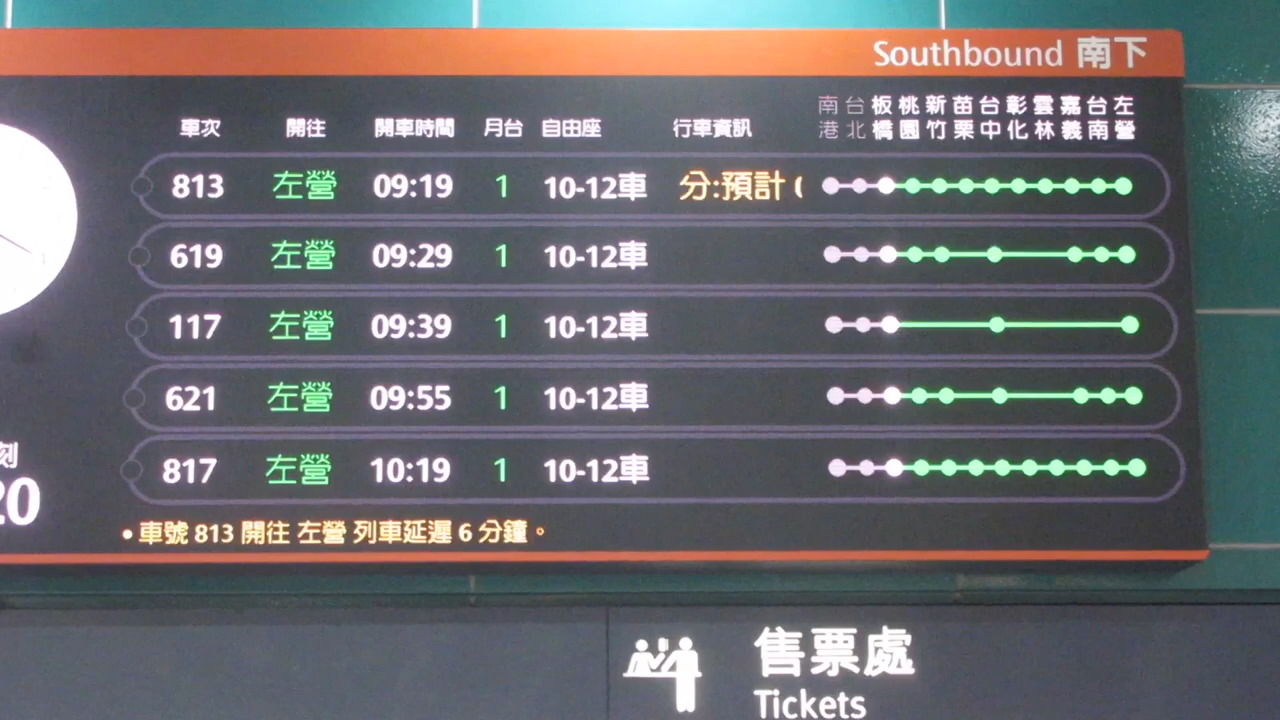 Southbound 南下
車次 開往 開車時間 月台 自由座 行車資訊 南港 台北 板橋 桃園 新竹 苗栗 台中 彰化 雲林 嘉義 台南 左營
813 左營 09:19 1 10-12車 分:預計
619 左營 09:29 1 10-12車
117 左營 09:39 1 10-12車
621 左營 09:55 1 10-12車
817 左營 10:19 1 10-12車
刻
20
•車號 813 開往 左營 列車延遲 6 分鐘。
售票處
Tickets